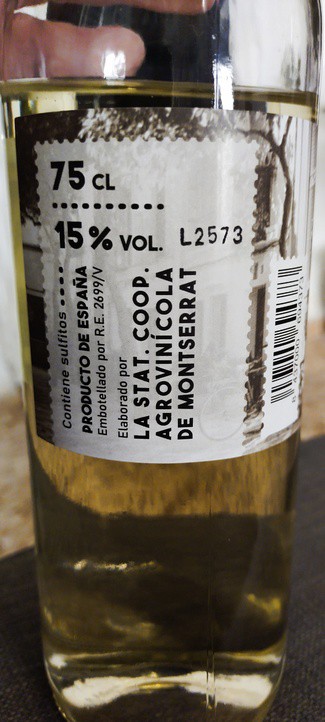 75 CL
15% VOL. L2573
Contiene sulfitos
PRODUCTO DE ESPAÑA
Embotellado por R.E. 2699/V
Elaborado por
LA STAT. COOP.
AGROVINÍCOLA
DE MONTSERRAT